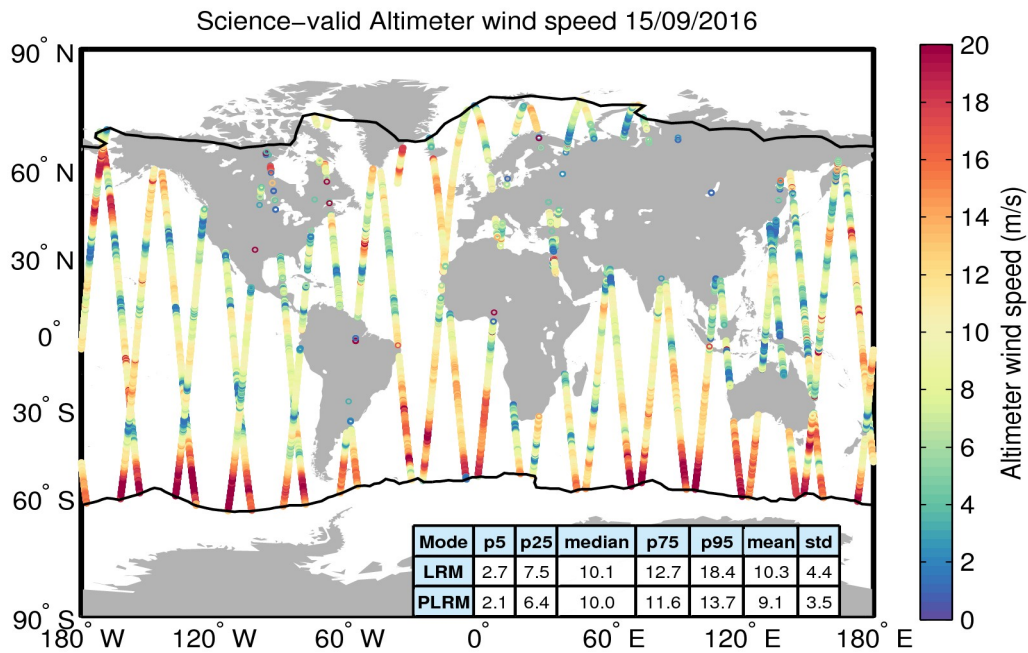 Science−valid Altimeter wind speed 15/09/2016
90° N
60° N
30° N
0°
30° S
60° S
90° S
180° W
120° W
60° W
0°
60° E
120° E
180° E
Mode p5 p25 median p75 p95 mean std
LRM 2.7 7.5 10.1 12.7 18.4 10.3 4.4
PLRM 2.1 6.4 10.0 11.6 13.7 9.1 3.5
20
18
16
14
12
10
8
6
4
2
0
Altimeter wind speed (m/s)